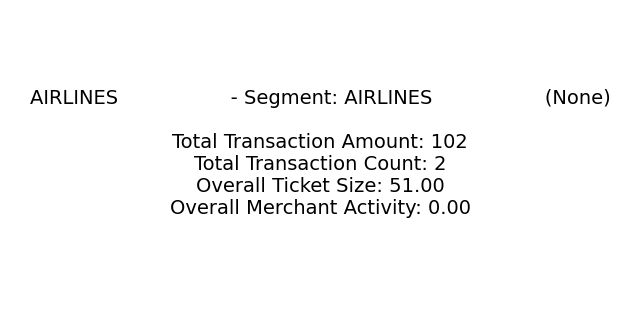 AIRLINES - Segment: AIRLINES (None)
Total Transaction Amount: 102
Total Transaction Count: 2
Overall Ticket Size: 51.00
Overall Merchant Activity: 0.00